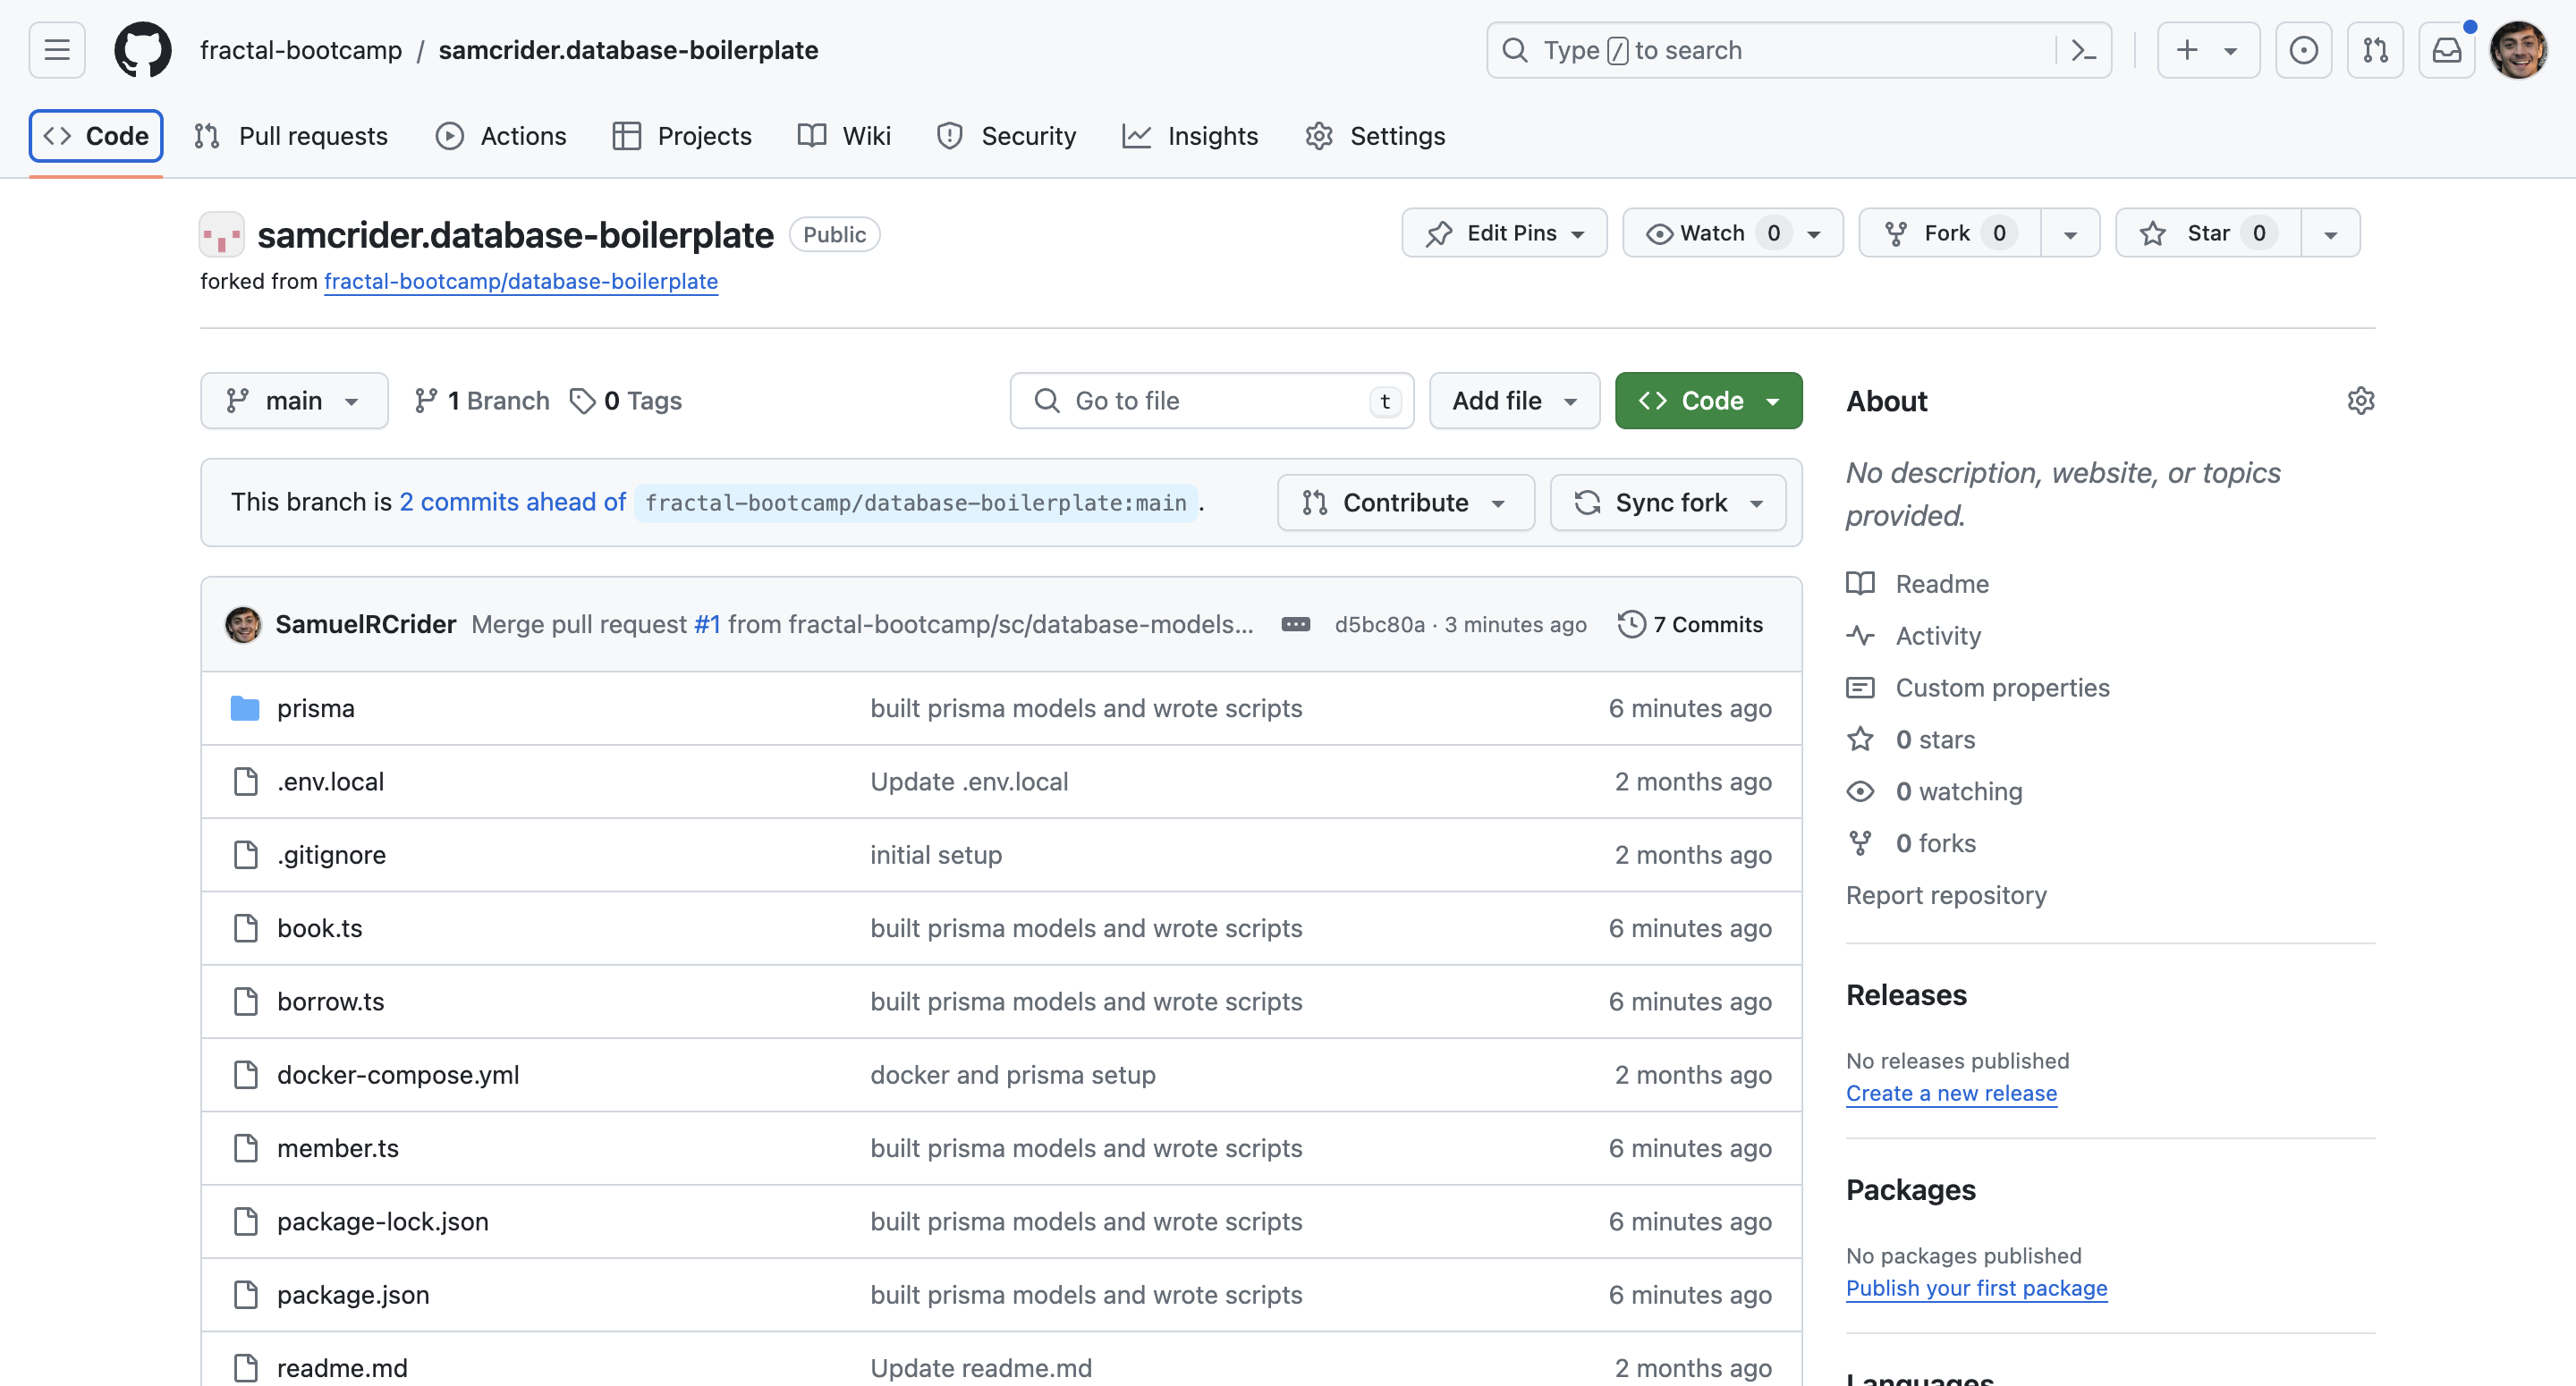 fractal-bootcamp / samcrider.database-boilerplate
Type / to search
Code
Pull requests
Actions
Projects
Wiki
Security
Insights
Settings
samcrider.database-boilerplate Public
Edit Pins
Watch 0
Fork 0
Star 0
forked from fractal-bootcamp/database-boilerplate
main
1 Branch
0 Tags
Go to file t
Add file
Code
This branch is 2 commits ahead of fractal-bootcamp/database-boilerplate:main .
Contribute
Sync fork
SamuelRCrider Merge pull request #1 from fractal-bootcamp/sc/database-models... d5bc80a · 3 minutes ago 7 Commits
prisma built prisma models and wrote scripts 6 minutes ago
.env.local Update .env.local 2 months ago
.gitignore initial setup 2 months ago
book.ts built prisma models and wrote scripts 6 minutes ago
borrow.ts built prisma models and wrote scripts 6 minutes ago
docker-compose.yml docker and prisma setup 2 months ago
member.ts built prisma models and wrote scripts 6 minutes ago
package-lock.json built prisma models and wrote scripts 6 minutes ago
package.json built prisma models and wrote scripts 6 minutes ago
readme.md Update readme.md 2 months ago
About
No description, website, or topics
provided.
Readme
Activity
Custom properties
0 stars
0 watching
0 forks
Report repository
Releases
No releases published
Create a new release
Packages
No packages published
Publish your first package
Languages